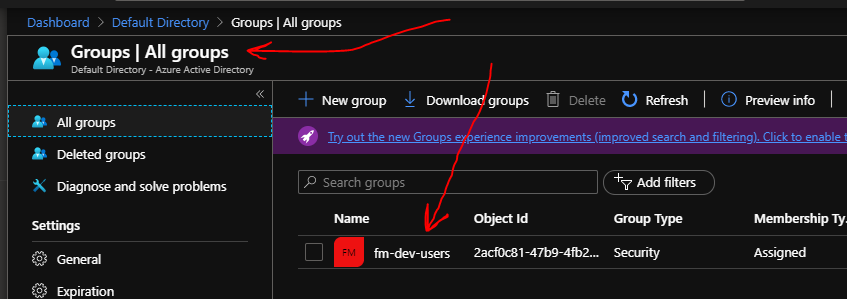 Dashboard > Default Directory > Groups | All groups
Groups | All groups
Default Directory - Azure Active Directory
«
New group
Download groups
Delete
Refresh
Preview info
All groups
Deleted groups
Diagnose and solve problems
Settings
General
Expiration
Try out the new Groups experience improvements (improved search and filtering). Click to enable t
Search groups
Add filters
Name
Object Id
Group Type
Membership Ty...
FM
fm-dev-users
2acf0c81-47b9-4fb2...
Security
Assigned